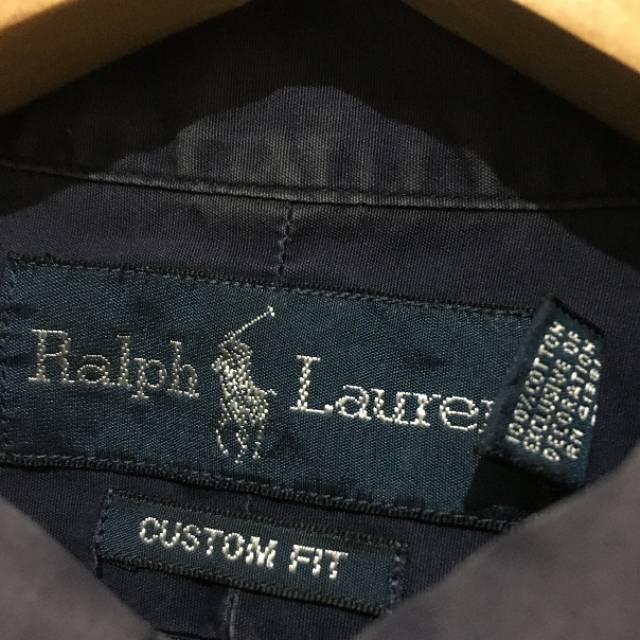 Ralph Lauren
CUSTOM FIT
100% COTTON
EXCLUSIVE OF
DECORATION